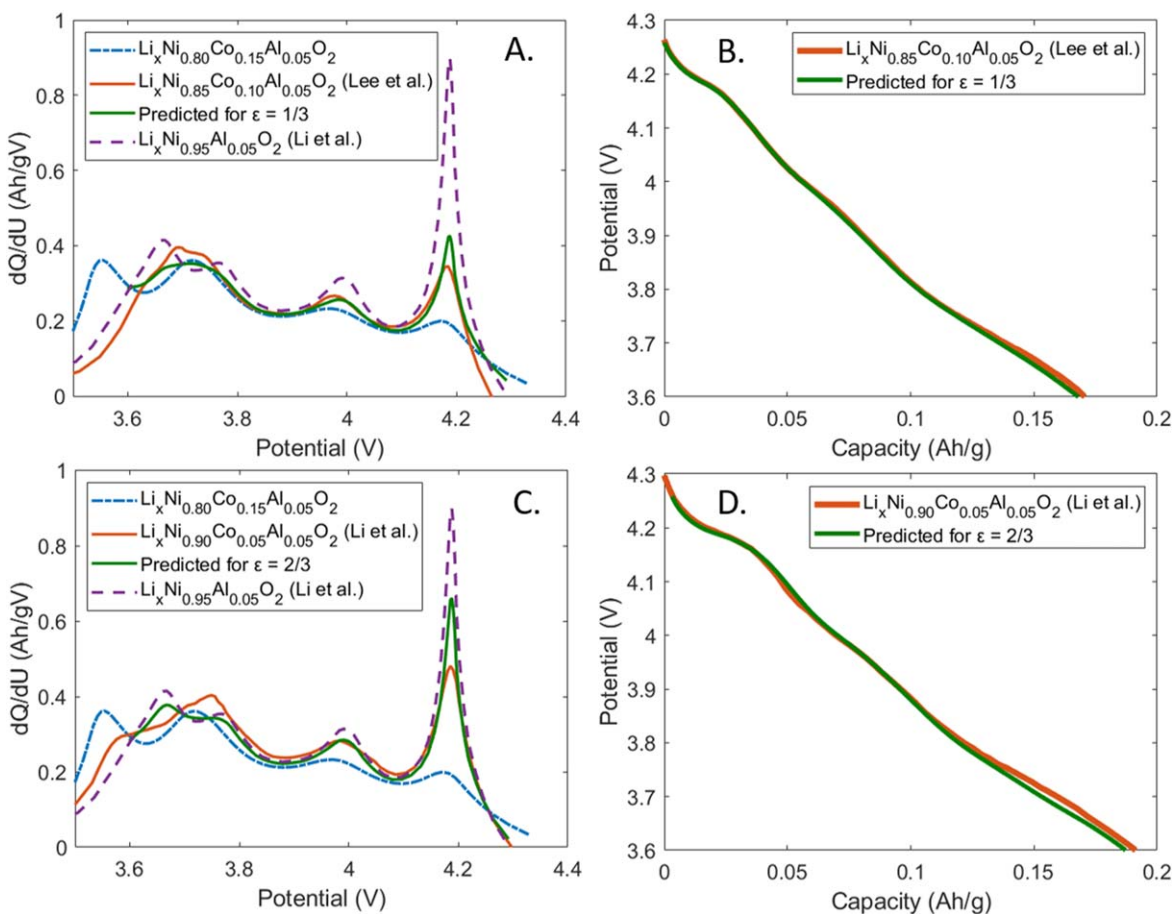 A.
LiₓNi₀.₈₀Co₀.₁₅Al₀.₀₅O₂
LiₓNi₀.₈₅Co₀.₁₀Al₀.₀₅O₂ (Lee et al.)
Predicted for ε = 1/3
LiₓNi₀.₉₅Al₀.₀₅O₂ (Li et al.)
1
0.8
0.6
0.4
0.2
0
dQ/dU (Ah/gV)
3.6
3.8
4
4.2
4.4
Potential (V)
B.
LiₓNi₀.₈₅Co₀.₁₀Al₀.₀₅O₂ (Lee et al.)
Predicted for ε = 1/3
4.3
4.2
4.1
4
3.9
3.8
3.7
3.6
Potential (V)
0
0.05
0.1
0.15
0.2
Capacity (Ah/g)
C.
LiₓNi₀.₈₀Co₀.₁₅Al₀.₀₅O₂
LiₓNi₀.₉₀Co₀.₀₅Al₀.₀₅O₂ (Li et al.)
Predicted for ε = 2/3
LiₓNi₀.₉₅Al₀.₀₅O₂ (Li et al.)
1
0.8
0.6
0.4
0.2
0
dQ/dU (Ah/gV)
3.6
3.8
4
4.2
4.4
Potential (V)
D.
LiₓNi₀.₉₀Co₀.₀₅Al₀.₀₅O₂ (Li et al.)
Predicted for ε = 2/3
4.3
4.2
4.1
4
3.9
3.8
3.7
3.6
Potential (V)
0
0.05
0.1
0.15
0.2
Capacity (Ah/g)